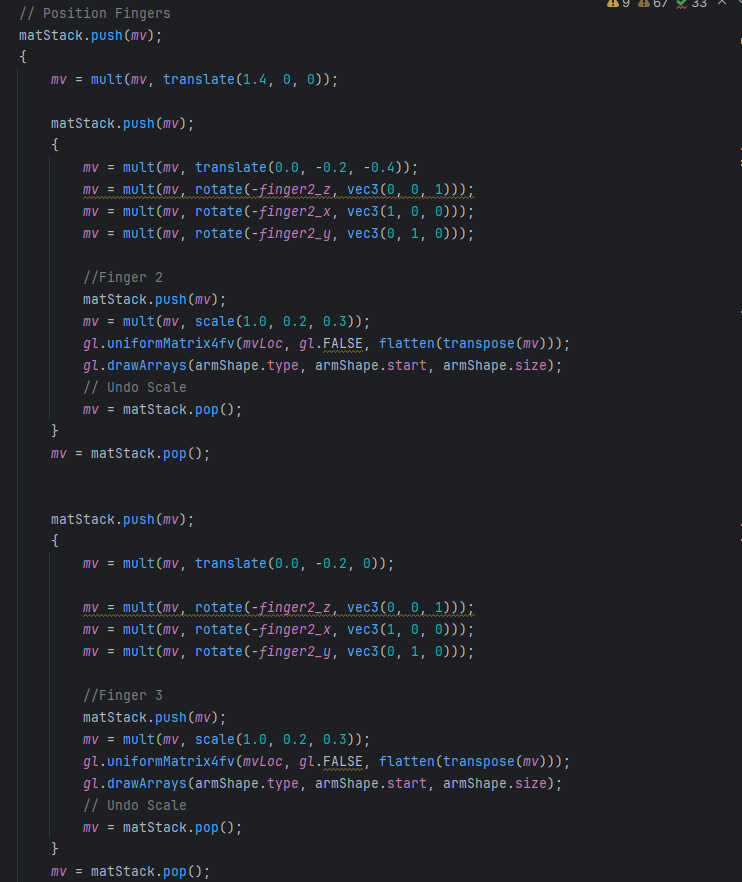 9 67 33
// Position Fingers
matStack.push(mv);
{
mv = mult(mv, translate(1.4, 0, 0));
matStack.push(mv);
{
mv = mult(mv, translate(0.0, -0.2, -0.4));
mv = mult(mv, rotate(-finger2_z, vec3(0, 0, 1)));
mv = mult(mv, rotate(-finger2_x, vec3(1, 0, 0)));
mv = mult(mv, rotate(-finger2_y, vec3(0, 1, 0)));
//Finger 2
matStack.push(mv);
mv = mult(mv, scale(1.0, 0.2, 0.3));
gl.uniformMatrix4fv(mvLoc, gl.FALSE, flatten(transpose(mv)));
gl.drawArrays(armShape.type, armShape.start, armShape.size);
// Undo Scale
mv = matStack.pop();
}
mv = matStack.pop();
matStack.push(mv);
{
mv = mult(mv, translate(0.0, -0.2, 0));
mv = mult(mv, rotate(-finger2_z, vec3(0, 0, 1)));
mv = mult(mv, rotate(-finger2_x, vec3(1, 0, 0)));
mv = mult(mv, rotate(-finger2_y, vec3(0, 1, 0)));
//Finger 3
matStack.push(mv);
mv = mult(mv, scale(1.0, 0.2, 0.3));
gl.uniformMatrix4fv(mvLoc, gl.FALSE, flatten(transpose(mv)));
gl.drawArrays(armShape.type, armShape.start, armShape.size);
// Undo Scale
mv = matStack.pop();
}
mv = matStack.pop();